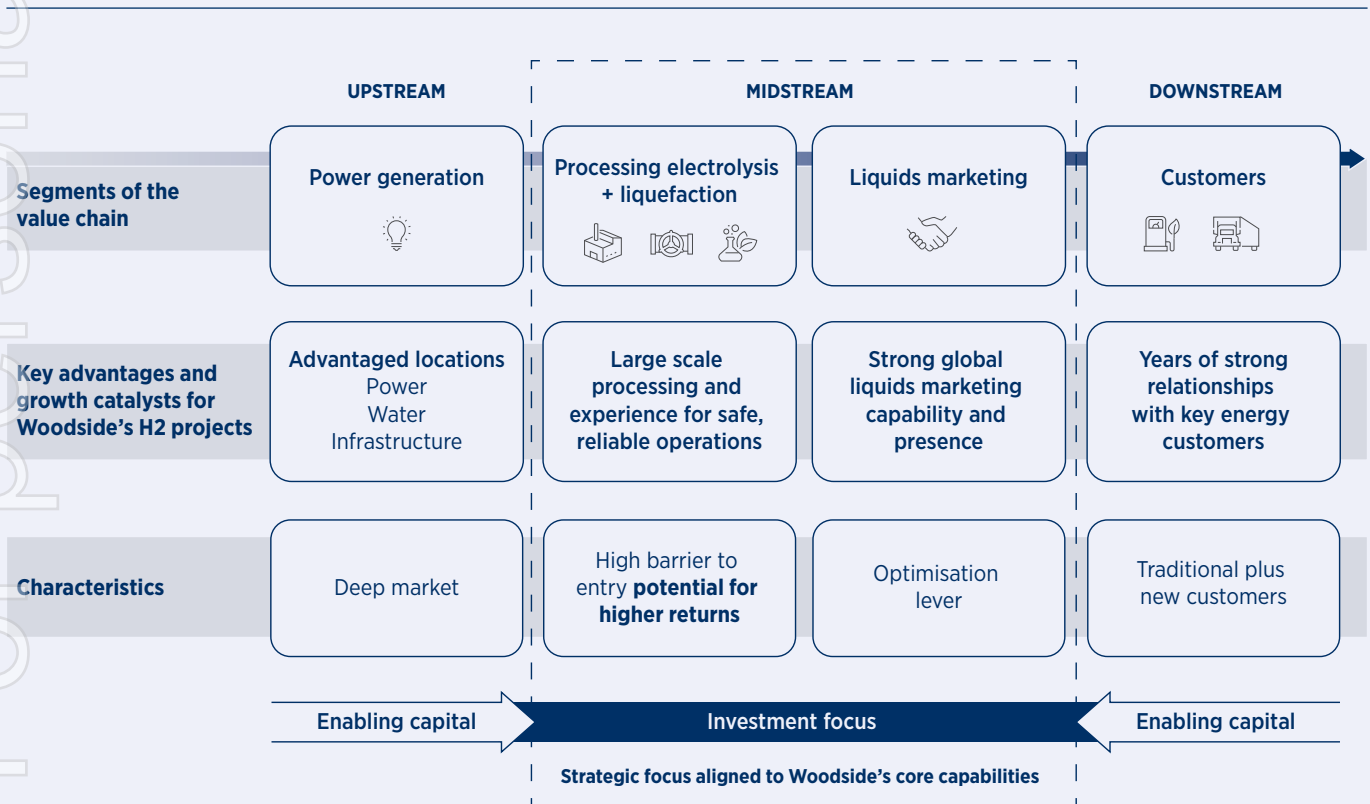 UPSTREAM
MIDSTREAM
DOWNSTREAM
Segments of the
value chain
Power generation
Processing electrolysis
+ liquefaction
Liquids marketing
Customers
Key advantages and
growth catalysts for
Woodside's H2 projects
Advantaged locations
Power
Water
Infrastructure
Large scale
processing and
experience for safe,
reliable operations
Strong global
liquids marketing
capability and
presence
Years of strong
relationships
with key energy
customers
Characteristics
Deep market
High barrier to
entry potential for
higher returns
Optimisation
lever
Traditional plus
new customers
Enabling capital
Investment focus
Enabling capital
Strategic focus aligned to Woodside's core capabilities